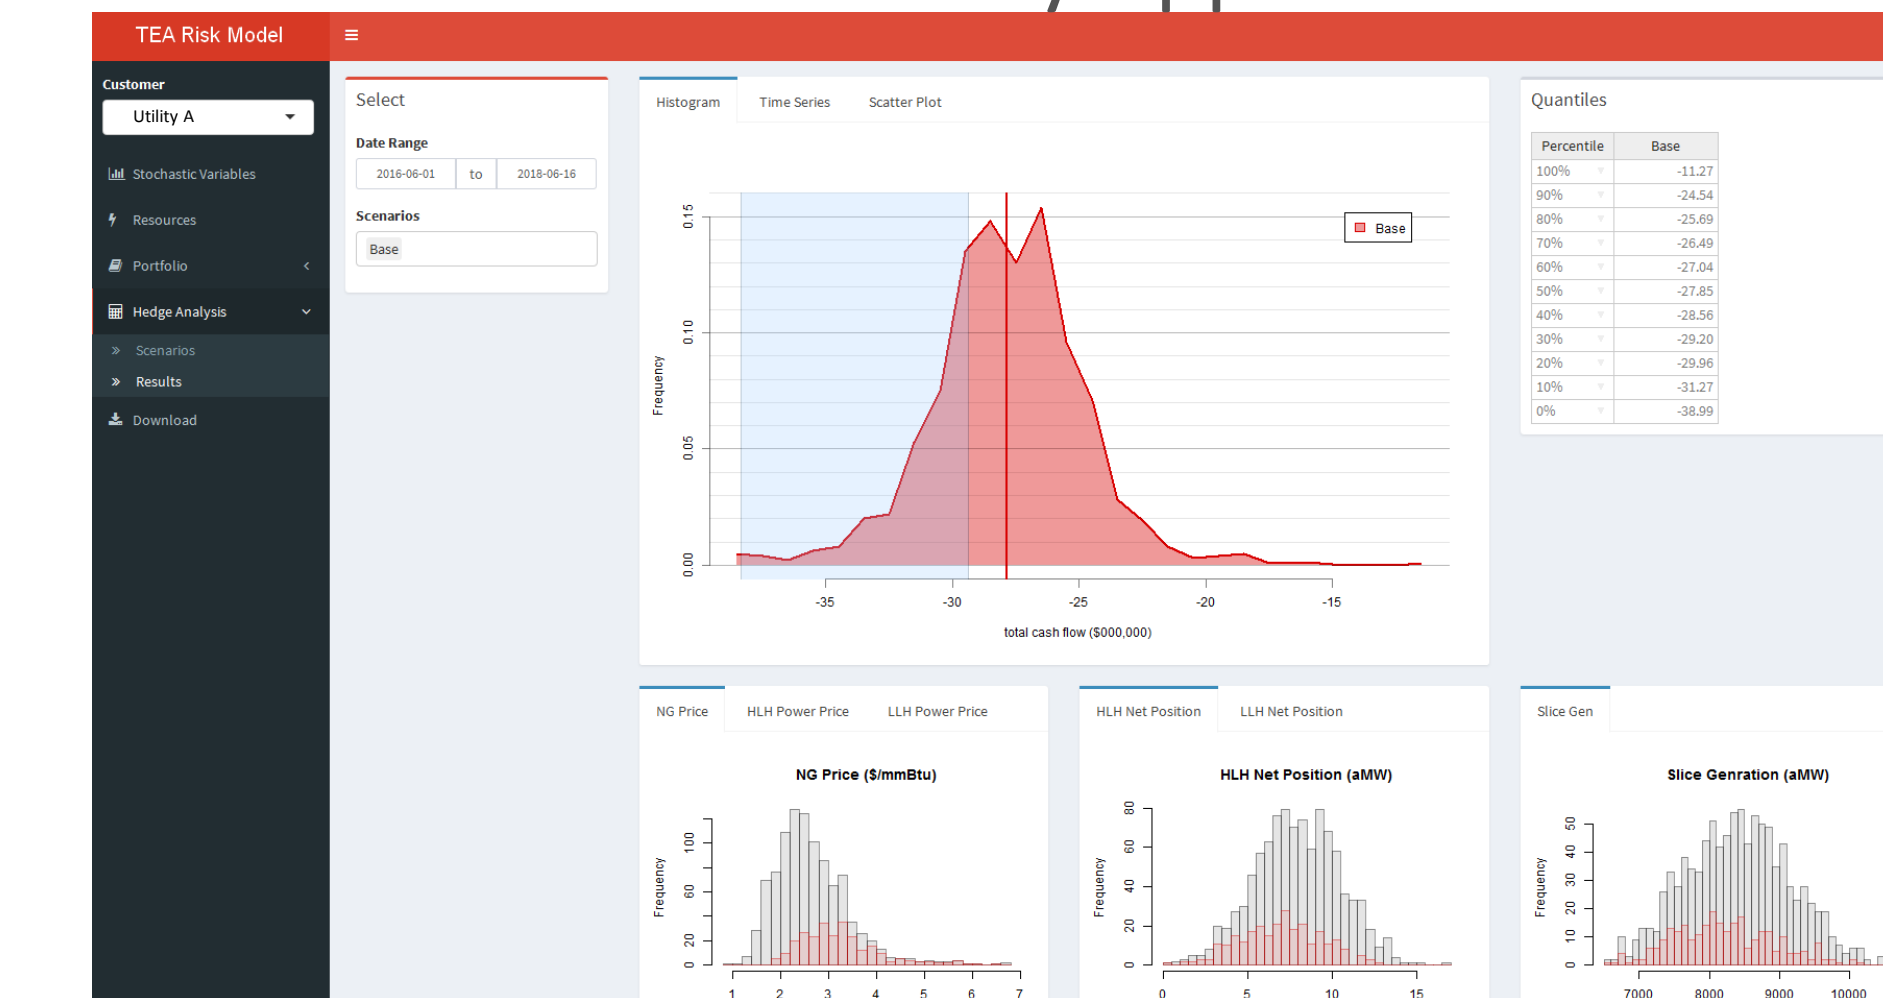 TEA Risk Model
Customer
Utility A
Stochastic Variables
Resources
Portfolio
Hedge Analysis
Scenarios
Results
Download
Select
Date Range
2016-06-01 to 2018-06-16
Scenarios
Base
Histogram Time Series Scatter Plot
Frequency
0.15
0.10
0.05
0.00
Base
-35 -30 -25 -20 -15
total cash flow ($000,000)
Quantiles
Percentile Base
100% -11.27
90% -24.54
80% -25.69
70% -26.49
60% -27.04
50% -27.85
40% -28.56
30% -29.20
20% -29.96
10% -31.27
0% -38.99
NG Price HLH Power Price LLH Power Price
NG Price ($/mmBtu)
Frequency
100
60
20
0
1 2 3 4 5 6 7
HLH Net Position LLH Net Position
HLH Net Position (aMW)
Frequency
80
60
40
20
0
0 5 10 15
Slice Gen
Slice Genration (aMW)
Frequency
50
40
30
20
10
0
7000 8000 9000 10000